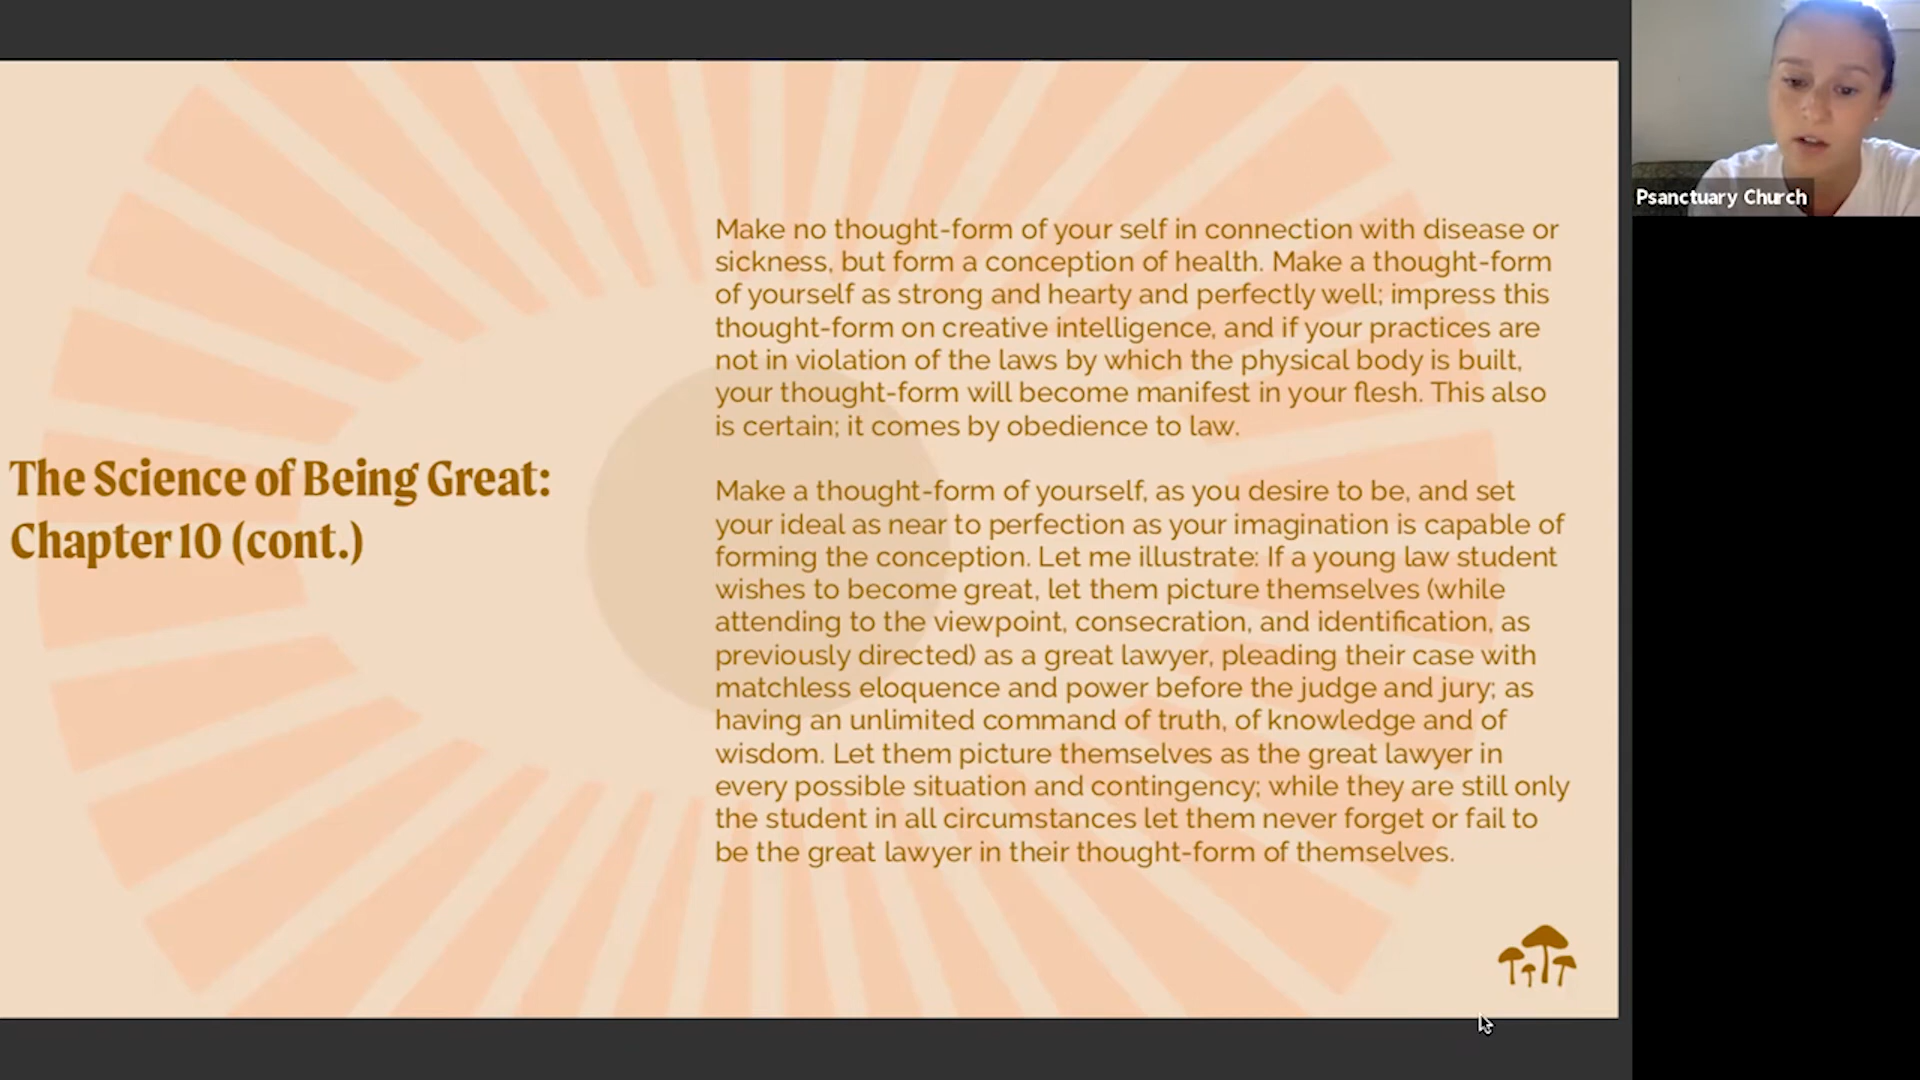 The Science of Being Great:
Chapter 10 (cont.)
Make no thought-form of your self in connection with disease or
sickness, but form a conception of health. Make a thought-form
of yourself as strong and hearty and perfectly well; impress this
thought-form on creative intelligence, and if your practices are
not in violation of the laws by which the physical body is built,
your thought-form will become manifest in your flesh. This also
is certain; it comes by obedience to law.
Make a thought-form of yourself, as you desire to be, and set
your ideal as near to perfection as your imagination is capable of
forming the conception. Let me illustrate: If a young law student
wishes to become great, let them picture themselves (while
attending to the viewpoint, consecration, and identification, as
previously directed) as a great lawyer, pleading their case with
matchless eloquence and power before the judge and jury; as
having an unlimited command of truth, of knowledge and of
wisdom. Let them picture themselves as the great lawyer in
every possible situation and contingency; while they are still only
the student in all circumstances let them never forget or fail to
be the great lawyer in their thought-form of themselves.
Psanctuary Church